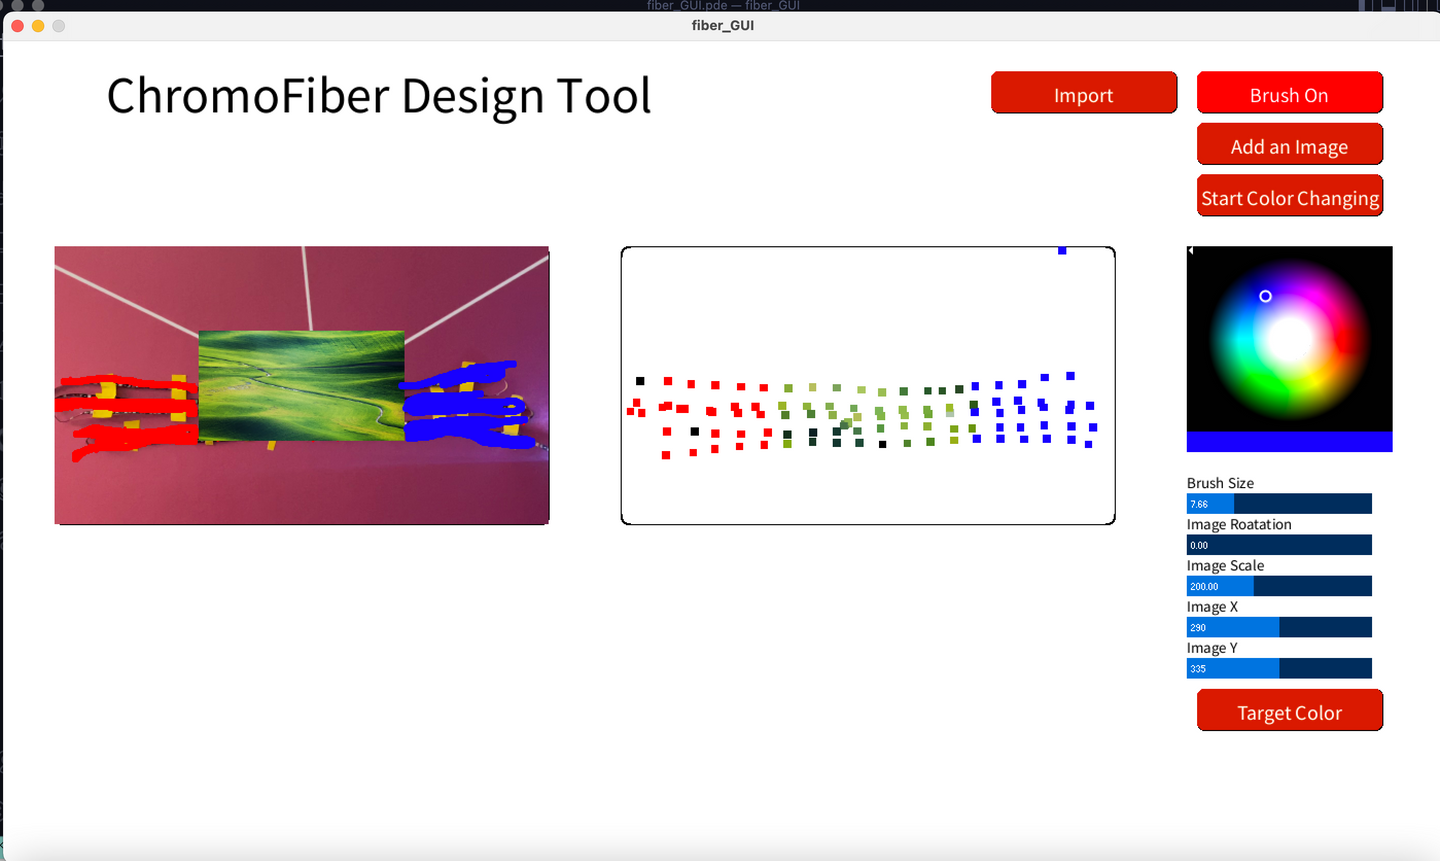 fiber_GUI.pde — fiber_GUI
fiber_GUI
ChromoFiber Design Tool
Import
Brush On
Add an Image
Start Color Changing
Brush Size
7.66
Image Roatation
0.00
Image Scale
200.00
Image X
290
Image Y
335
Target Color